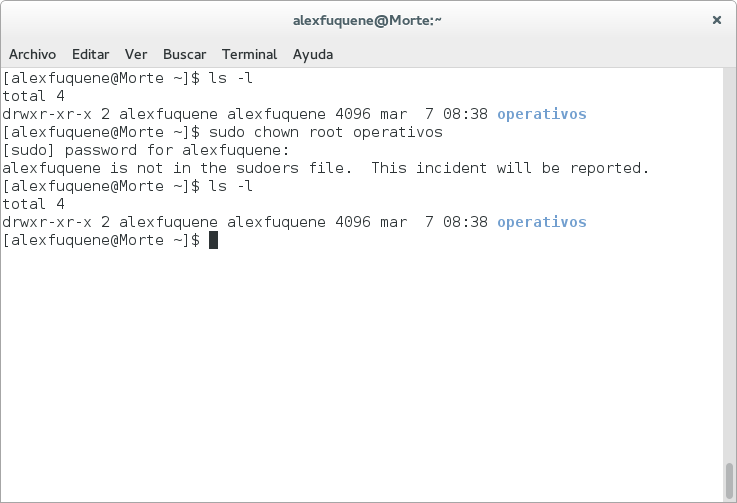 alexfuquene@Morte:~
Archivo Editar Ver Buscar Terminal Ayuda
[alexfuquene@Morte ~]$ ls -l
total 4
drwxr-xr-x 2 alexfuquene alexfuquene 4096 mar  7 08:38 operativos
[alexfuquene@Morte ~]$ sudo chown root operativos
[sudo] password for alexfuquene:
alexfuquene is not in the sudoers file.  This incident will be reported.
[alexfuquene@Morte ~]$ ls -l
total 4
drwxr-xr-x 2 alexfuquene alexfuquene 4096 mar  7 08:38 operativos
[alexfuquene@Morte ~]$